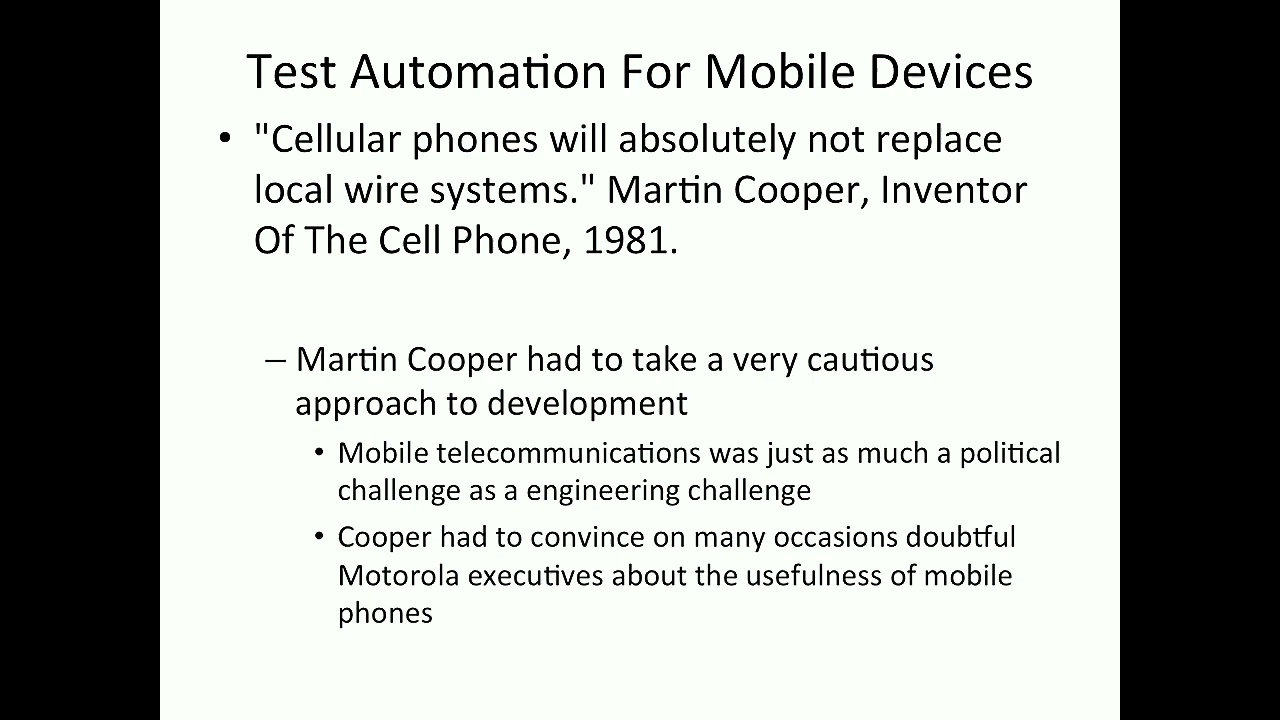 Test Automation For Mobile Devices
• "Cellular phones will absolutely not replace
local wire systems." Martin Cooper, Inventor
Of The Cell Phone, 1981.
– Martin Cooper had to take a very cautious
approach to development
• Mobile telecommunications was just as much a political
challenge as a engineering challenge
• Cooper had to convince on many occasions doubtful
Motorola executives about the usefulness of mobile
phones